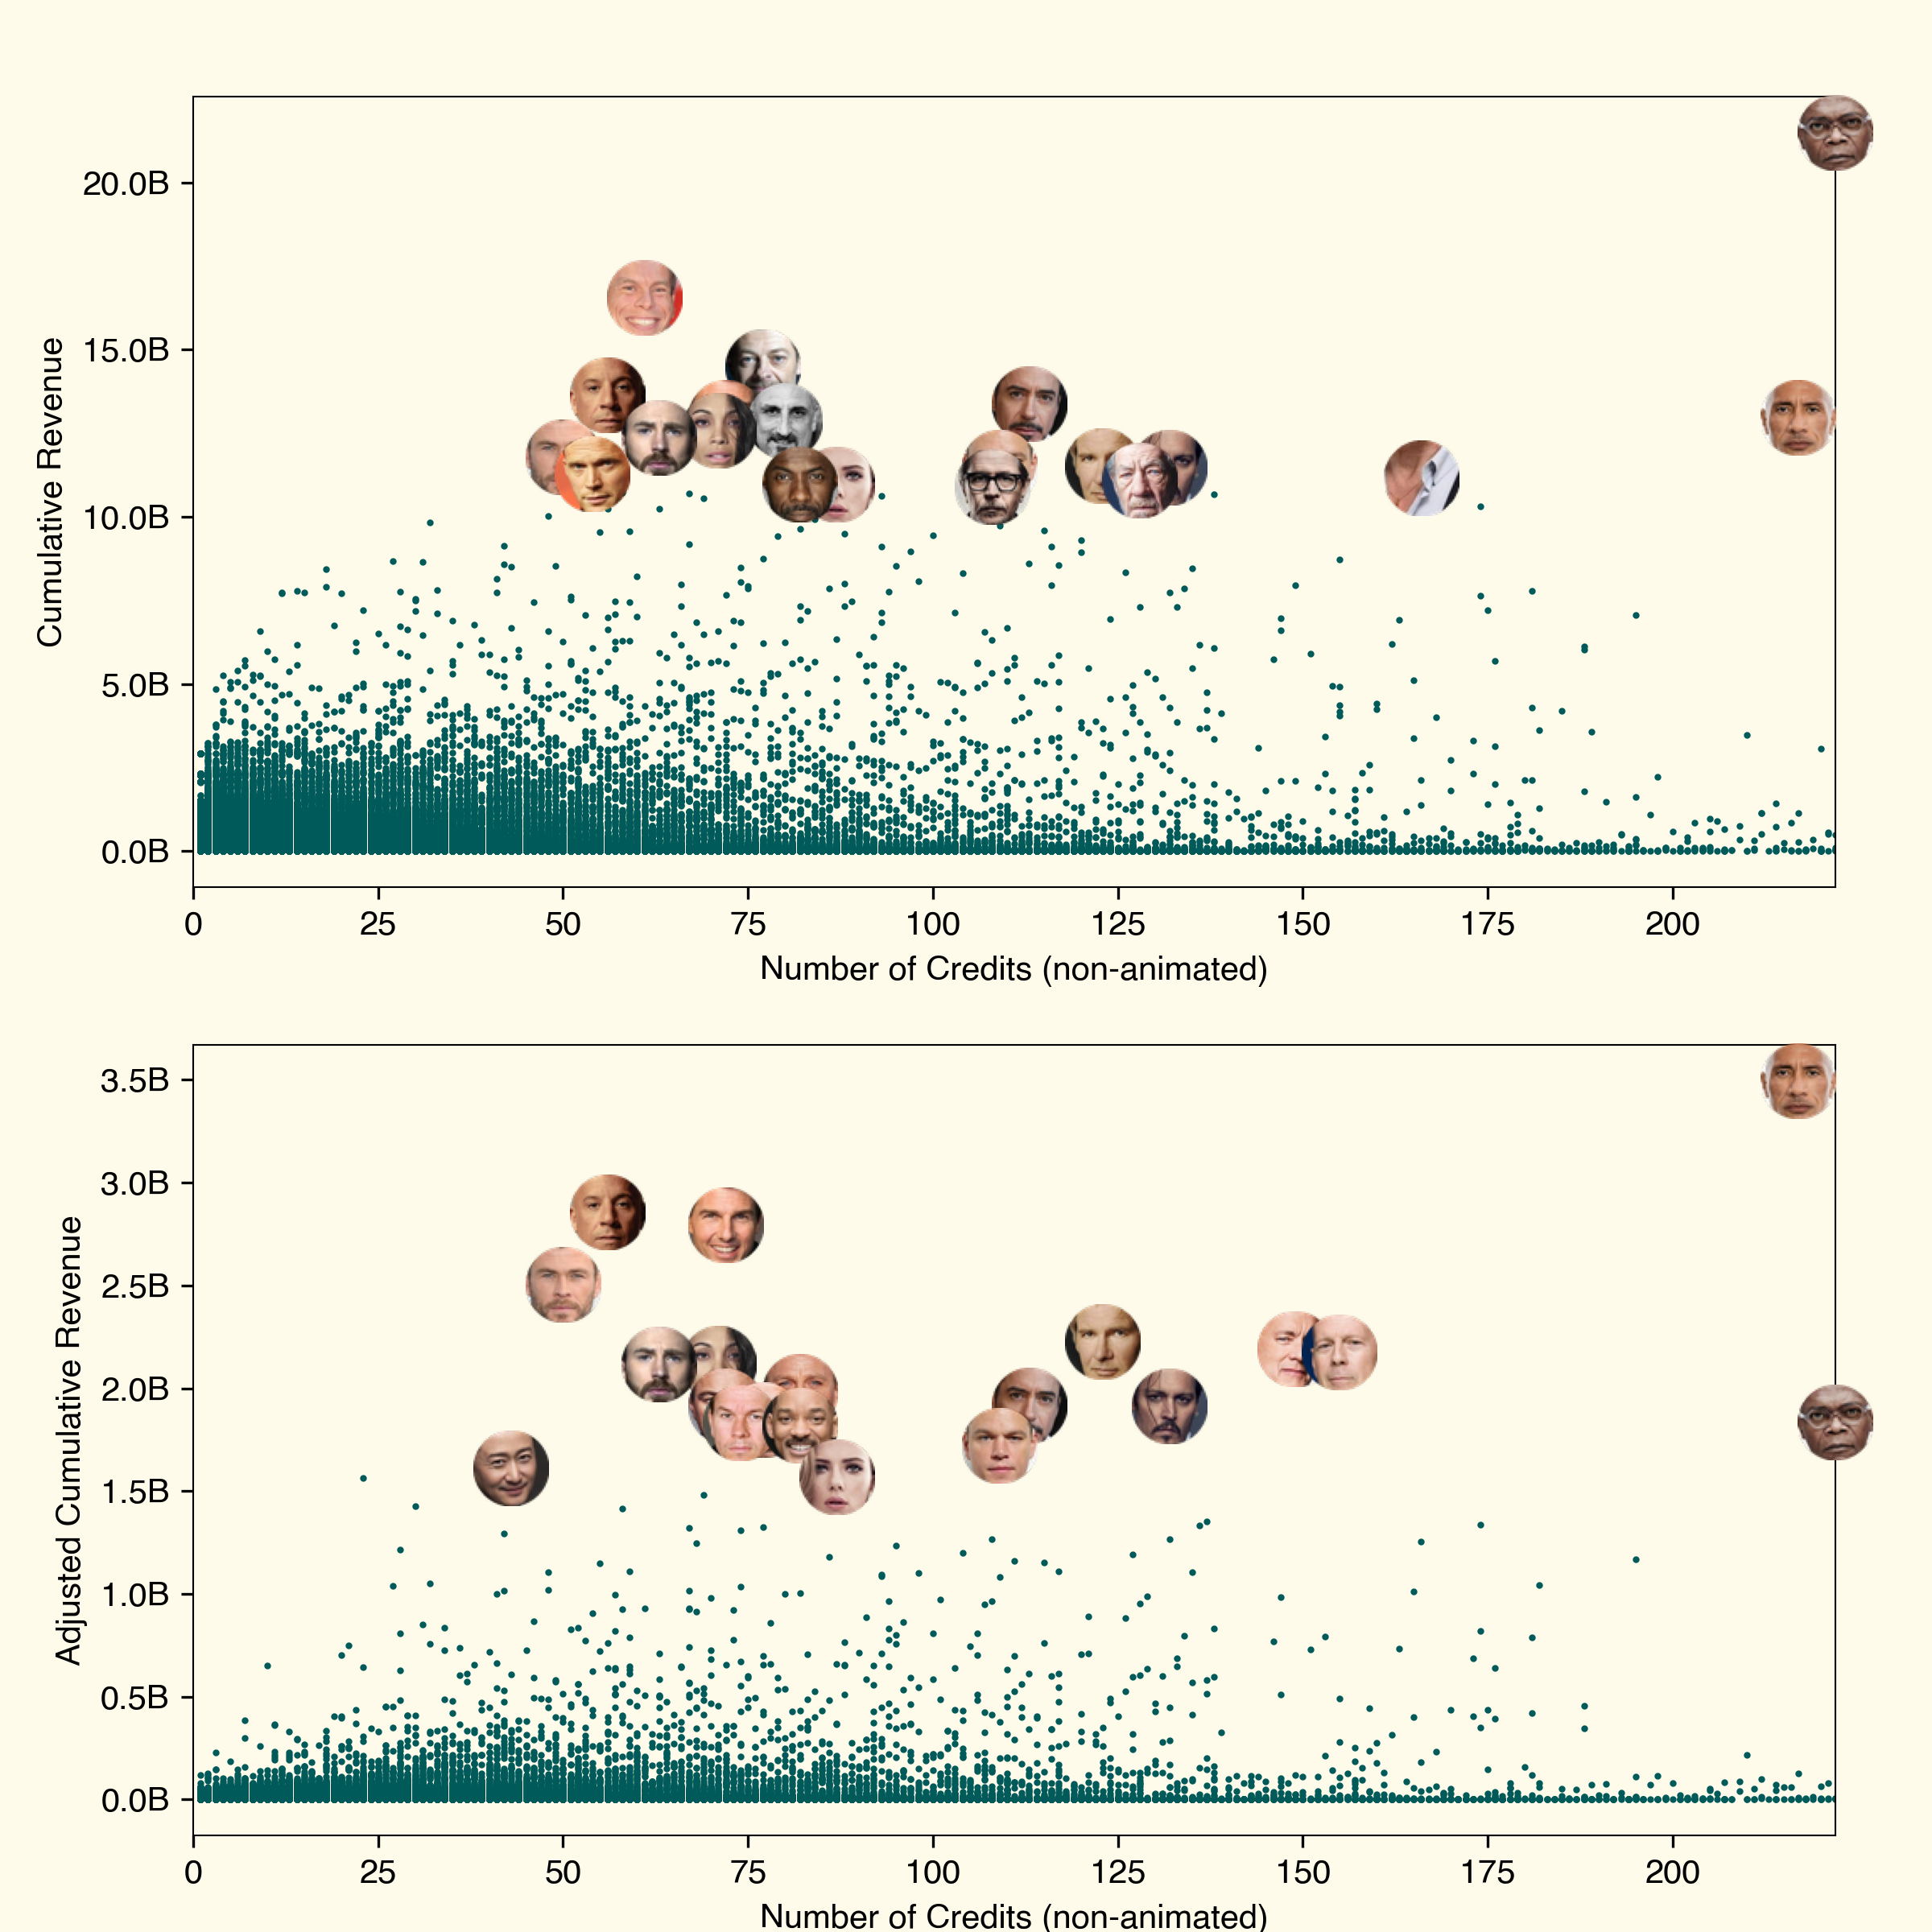 20.0B
15.0B
10.0B
5.0B
0.0B
Cumulative Revenue
0 25 50 75 100 125 150 175 200
Number of Credits (non-animated)
3.5B
3.0B
2.5B
2.0B
1.5B
1.0B
0.5B
0.0B
Adjusted Cumulative Revenue
0 25 50 75 100 125 150 175 200
Number of Credits (non-animated)